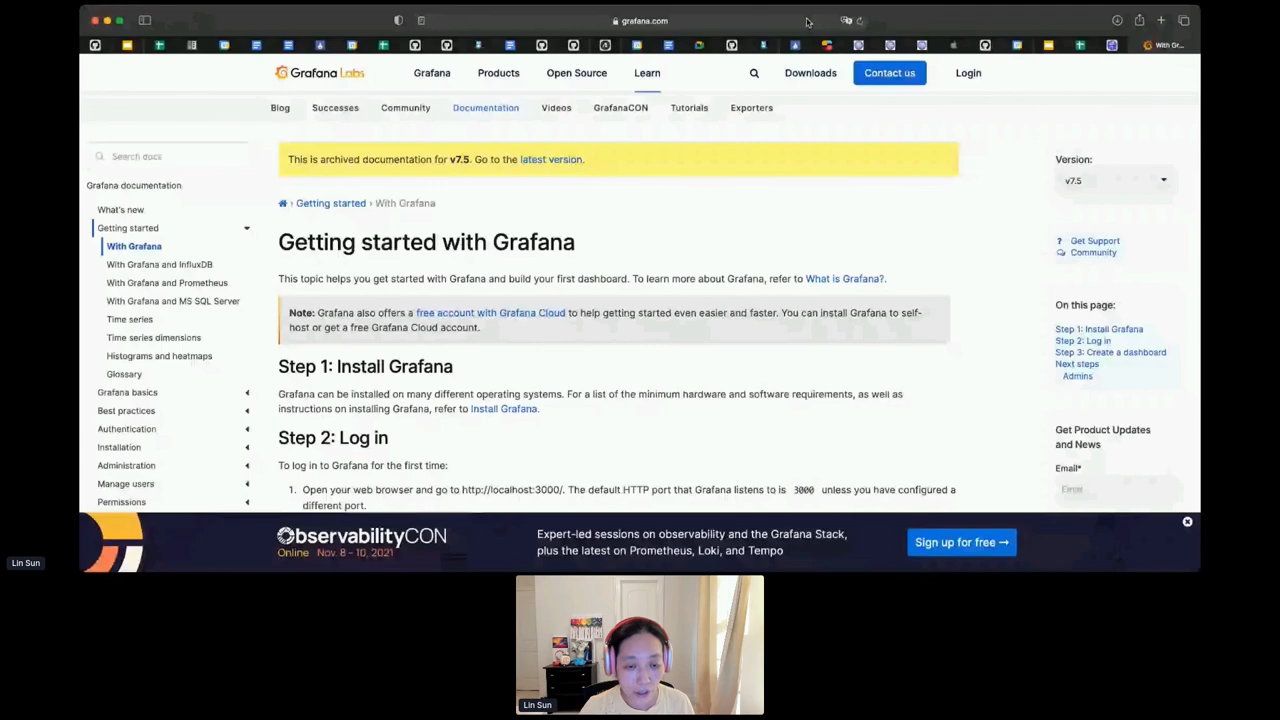 grafana.com
With Gr...
Grafana Labs
Grafana
Products
Open Source
Learn
Downloads
Contact us
Login
Blog
Successes
Community
Documentation
Videos
GrafanaCON
Tutorials
Exporters
Search docs
Grafana documentation
What's new
Getting started
With Grafana
With Grafana and InfluxDB
With Grafana and Prometheus
With Grafana and MS SQL Server
Time series
Time series dimensions
Histograms and heatmaps
Glossary
Grafana basics
Best practices
Authentication
Installation
Administration
Manage users
Permissions
This is archived documentation for v7.5. Go to the latest version.
› Getting started › With Grafana
Getting started with Grafana
This topic helps you get started with Grafana and build your first dashboard. To learn more about Grafana, refer to What is Grafana?.
Note: Grafana also offers a free account with Grafana Cloud to help getting started even easier and faster. You can install Grafana to self-
host or get a free Grafana Cloud account.
Step 1: Install Grafana
Grafana can be installed on many different operating systems. For a list of the minimum hardware and software requirements, as well as
instructions on installing Grafana, refer to Install Grafana.
Step 2: Log in
To log in to Grafana for the first time:
1. Open your web browser and go to http://localhost:3000/. The default HTTP port that Grafana listens to is 3000 unless you have configured a
different port.
Version:
v7.5
? Get Support
Community
On this page:
Step 1: Install Grafana
Step 2: Log in
Step 3: Create a dashboard
Next steps
Admins
Get Product Updates
and News
Email*
Email
ObservabilityCON
Online Nov. 8 - 10, 2021
Expert-led sessions on observability and the Grafana Stack,
plus the latest on Prometheus, Loki, and Tempo
Sign up for free →
Lin Sun
Lin Sun